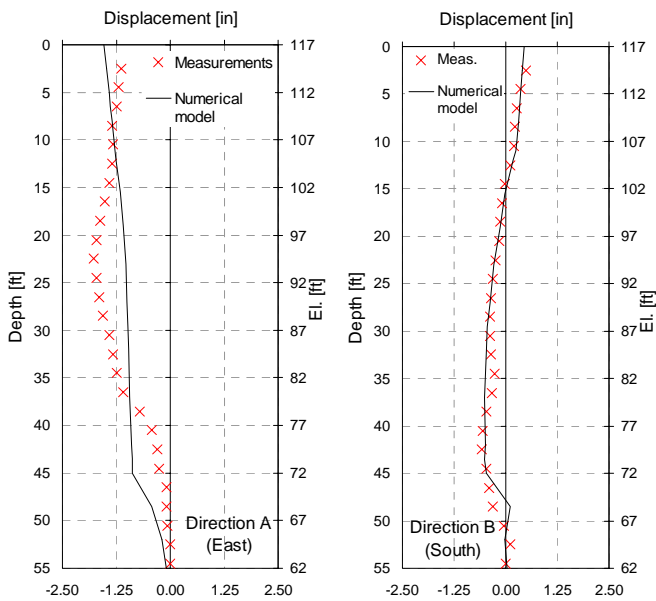 Displacement [in]
0
5
10
15
20
25
30
35
40
45
50
55
Depth [ft]
117
112
107
102
97
92
87
82
77
72
67
62
El. [ft]
Measurements
Numerical
model
Direction A
(East)
-2.50 -1.25 0.00 1.25 2.50
Displacement [in]
0
5
10
15
20
25
30
35
40
45
50
55
Depth [ft]
117
112
107
102
97
92
87
82
77
72
67
62
El. [ft]
Meas.
Numerical
model
Direction B
(South)
-2.50 -1.25 0.00 1.25 2.50